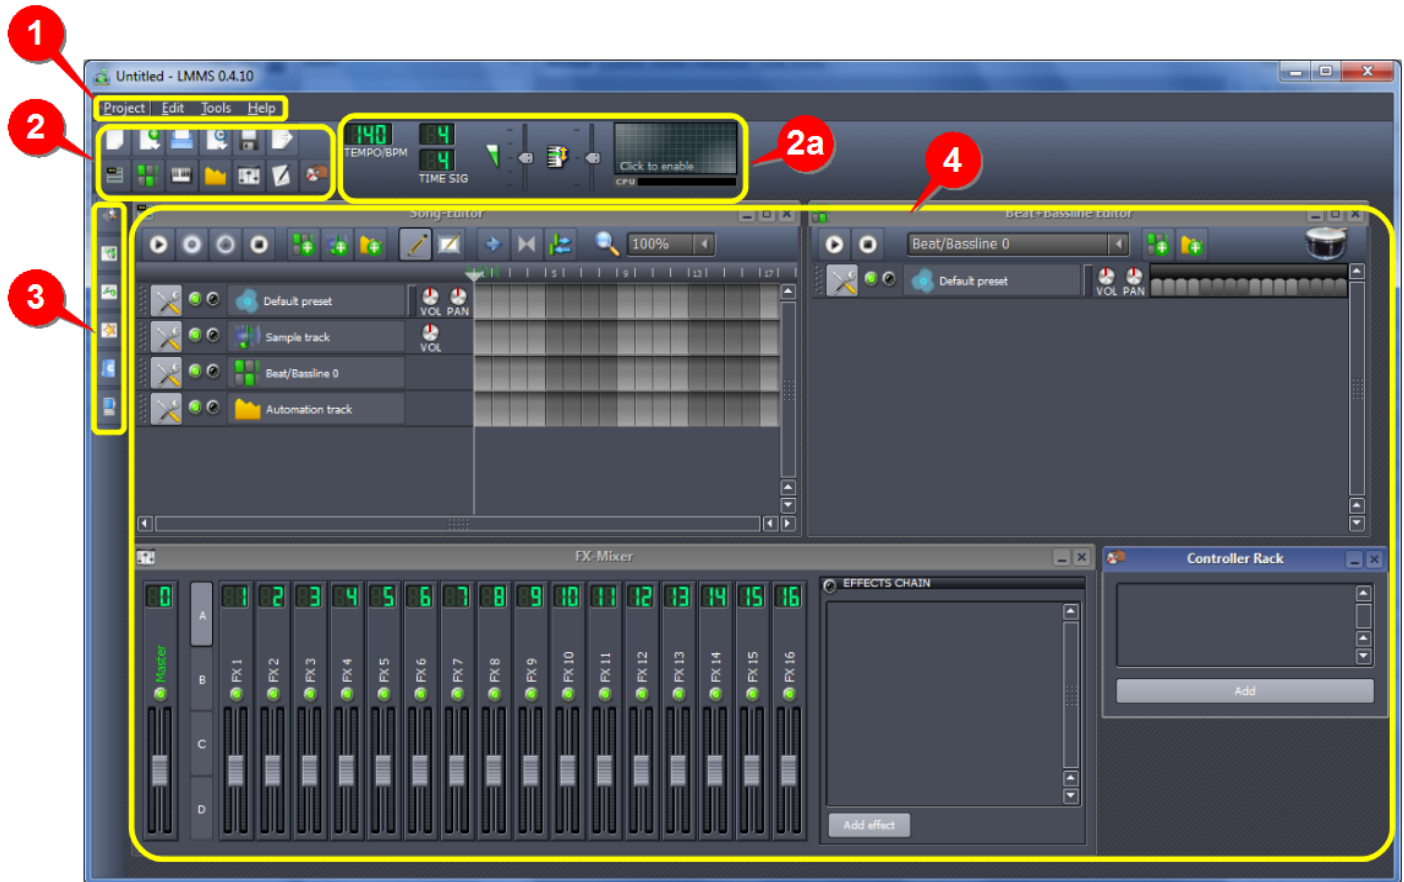 1
Untitled - LMMS 0.4.10
Project Edit Tools Help
2
2a
140
TEMPO/BPM
4
4
TIME SIG
Click to enable
CPU
4
3
Song-Editor
100%
5 9 13 17
Default preset
VOL PAN
Sample track
VOL
Beat/Bassline 0
Automation track
Beat+Bassline Editor
Beat/Bassline 0
Default preset
VOL PAN
FX-Mixer
0 1 2 3 4 5 6 7 8 9 10 11 12 13 14 15 16
Master
A
B
C
D
FX 1 FX 2 FX 3 FX 4 FX 5 FX 6 FX 7 FX 8 FX 9 FX 10 FX 11 FX 12 FX 13 FX 14 FX 15 FX 16
EFFECTS CHAIN
Add effect
Controller Rack
Add